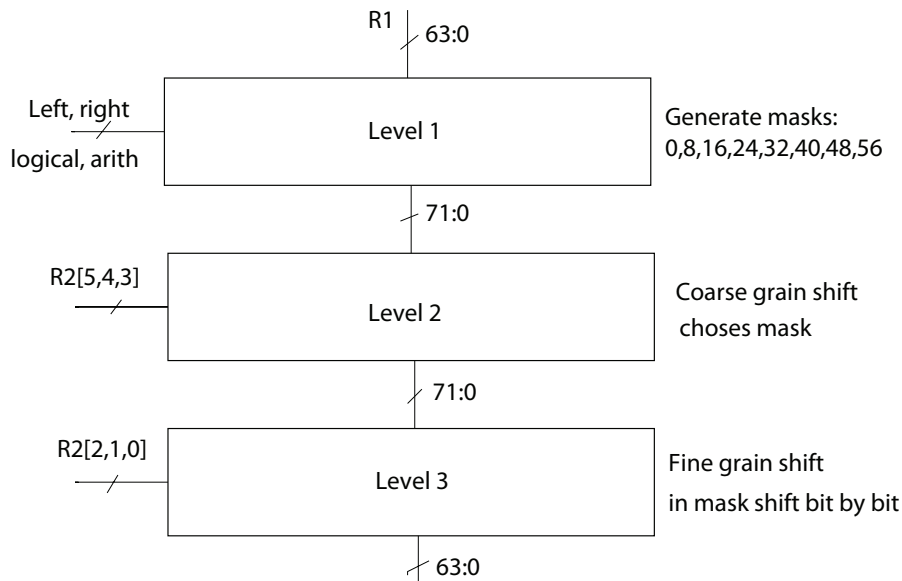 R1
63:0
Left, right
logical, arith
Level 1
Generate masks:
0,8,16,24,32,40,48,56
71:0
R2[5,4,3]
Level 2
Coarse grain shift
choses mask
71:0
R2[2,1,0]
Level 3
Fine grain shift
in mask shift bit by bit
63:0